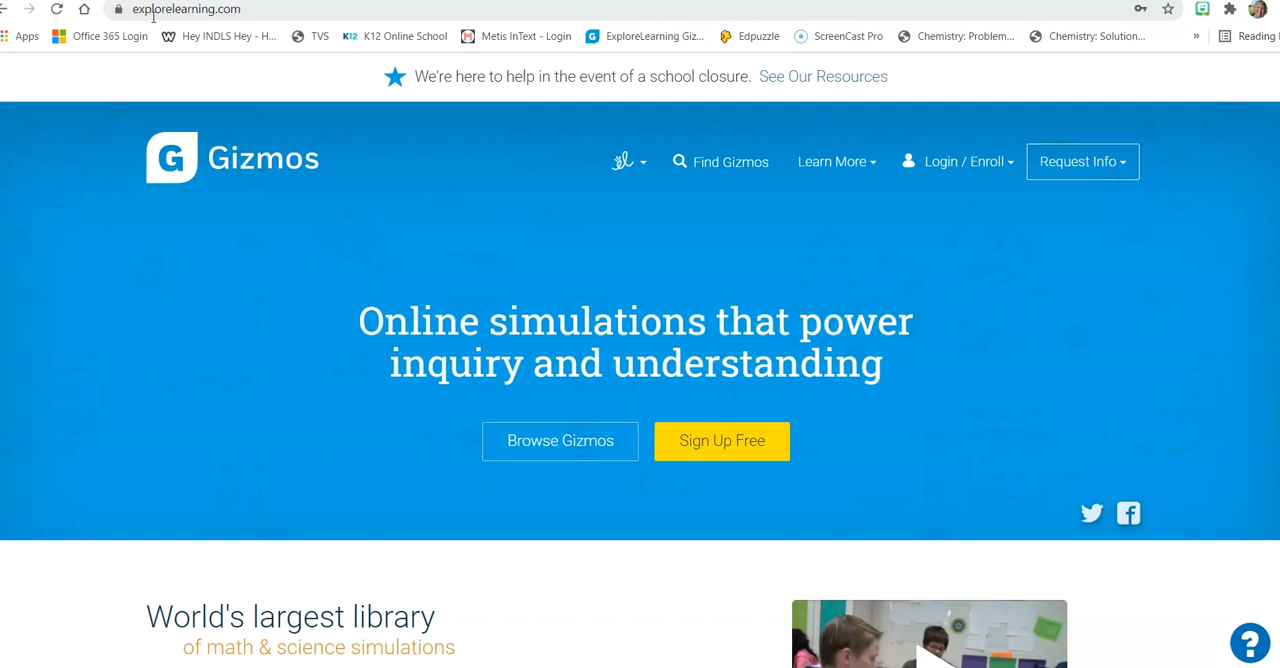 explorelearning.com
Apps Office 365 Login Hey INDLS Hey - H... TVS K12 K12 Online School M Metis InText - Login G ExploreLearning Giz... Edpuzzle ScreenCast Pro Chemistry: Problem... Chemistry: Solution... » Reading
We're here to help in the event of a school closure. See Our Resources
G Gizmos
el Find Gizmos Learn More Login / Enroll Request Info
Online simulations that power
inquiry and understanding
Browse Gizmos Sign Up Free
World's largest library
of math & science simulations
?